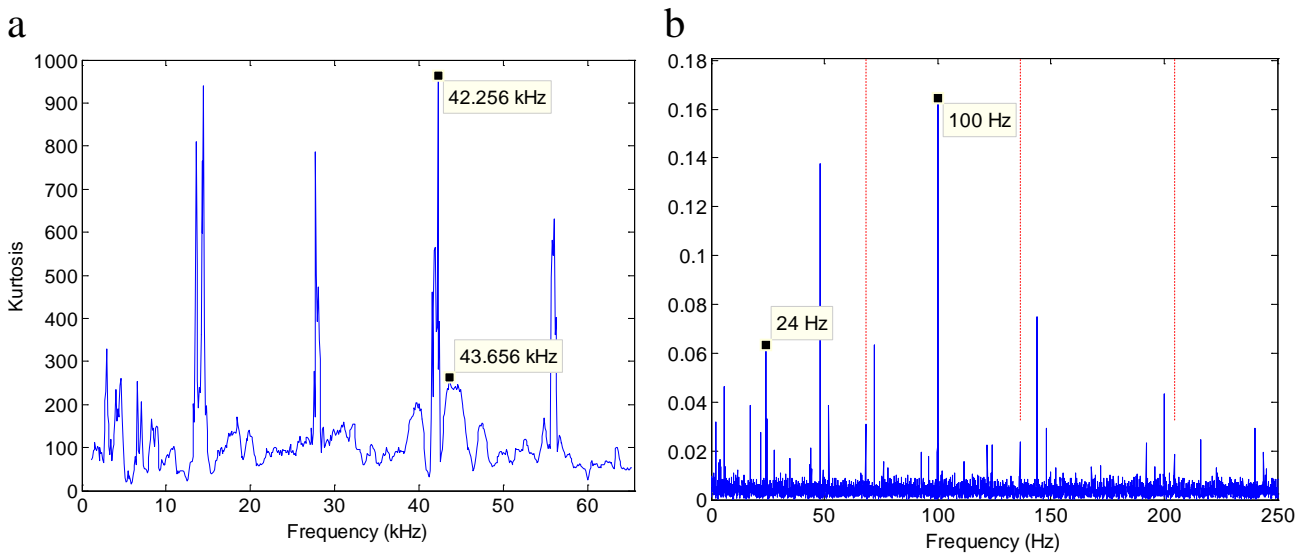 a
1000
900
800
700
600
500
400
300
200
100
0
Kurtosis
42.256 kHz
43.656 kHz
0 10 20 30 40 50 60
Frequency (kHz)
b
0.18
0.16
0.14
0.12
0.1
0.08
0.06
0.04
0.02
0
100 Hz
24 Hz
0 50 100 150 200 250
Frequency (Hz)